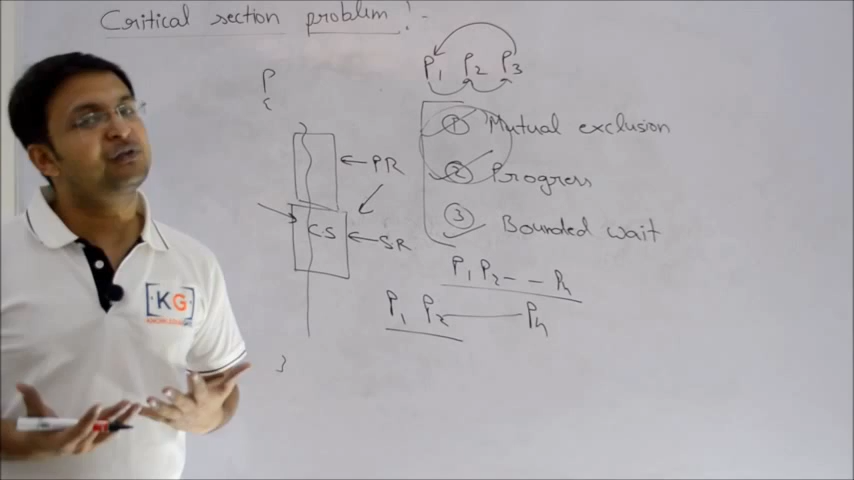 Critical section problem! -
P1 P2 P3
P
{
① Mutual exclusion
PR
② Progress
③ Bounded wait
C.S
SR
P1 P2 - - Pn
P1 P2 Pn
}
[KG]